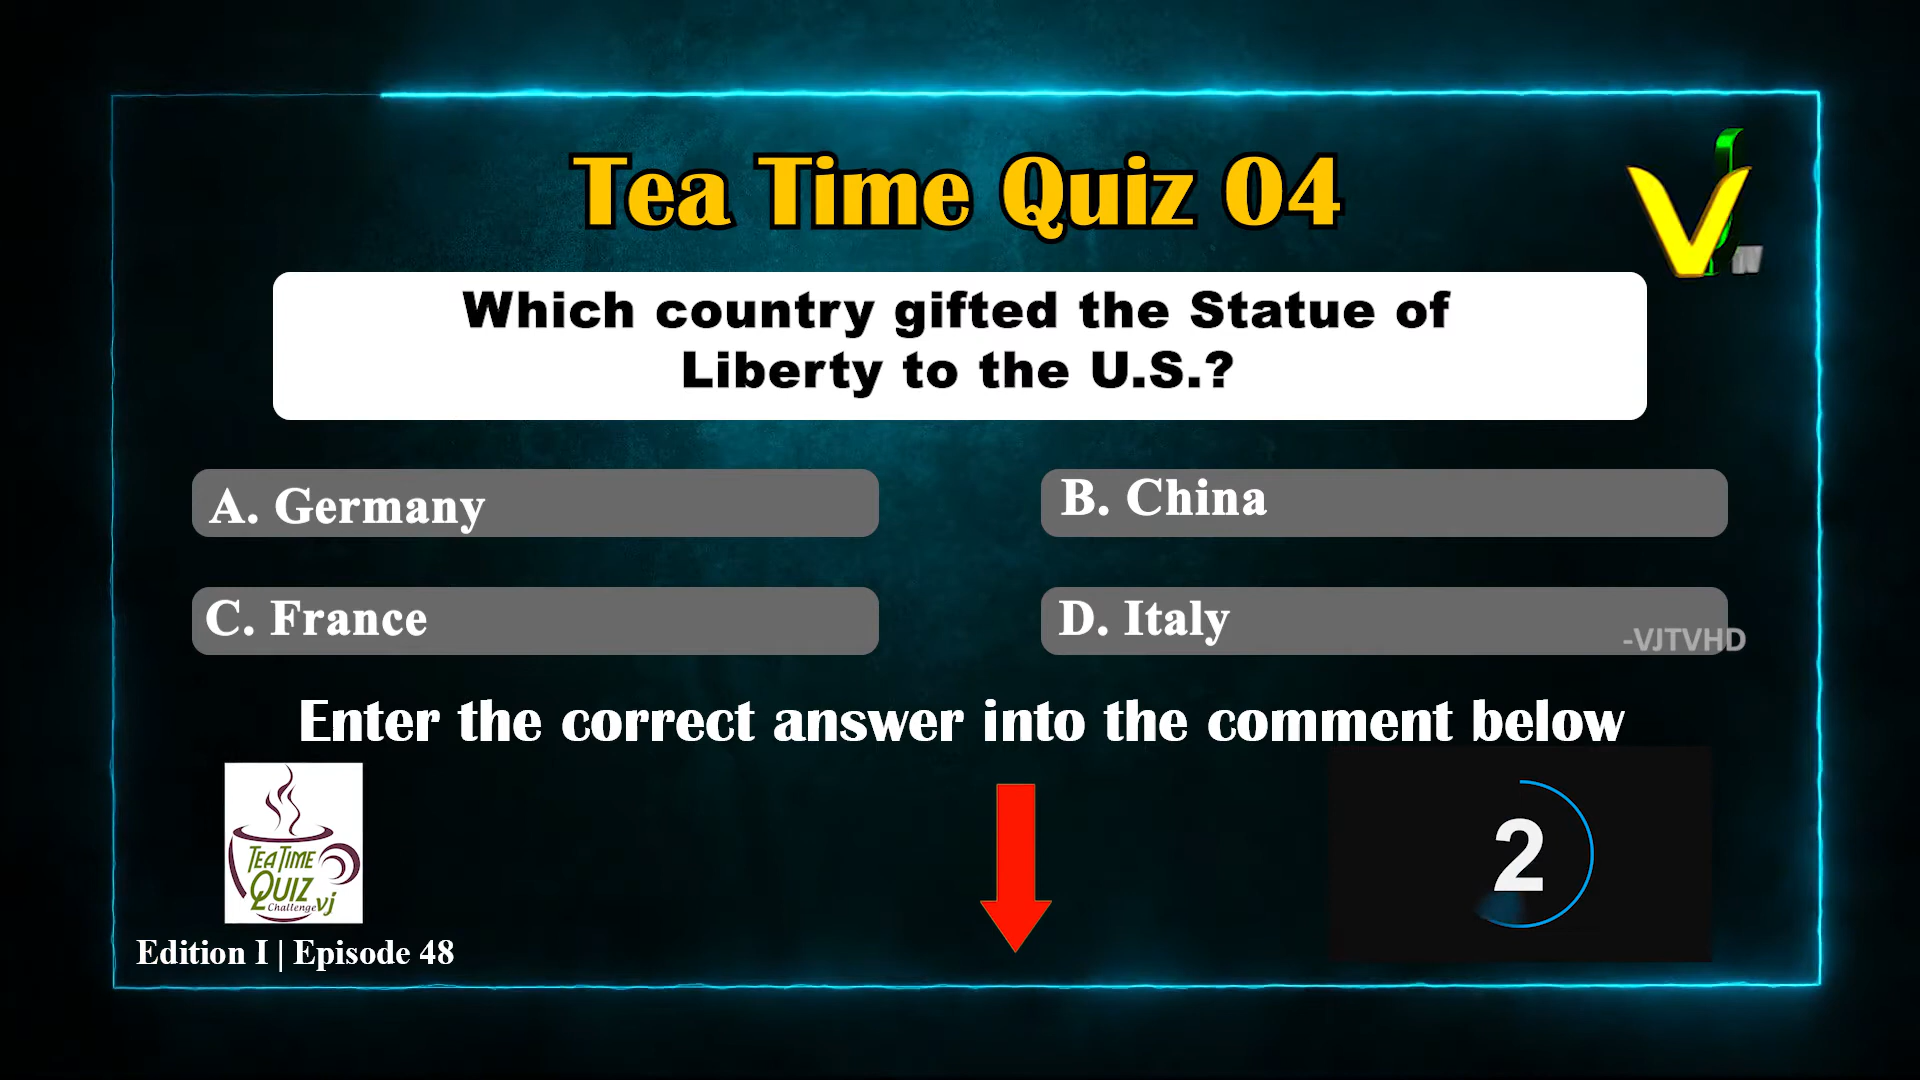 Tea Time Quiz 04
Which country gifted the Statue of
Liberty to the U.S.?
A. Germany
B. China
C. France
D. Italy
-VJTVHD
Enter the correct answer into the comment below
TEA TIME
QUIZ
Challenge vj
2
Edition I | Episode 48